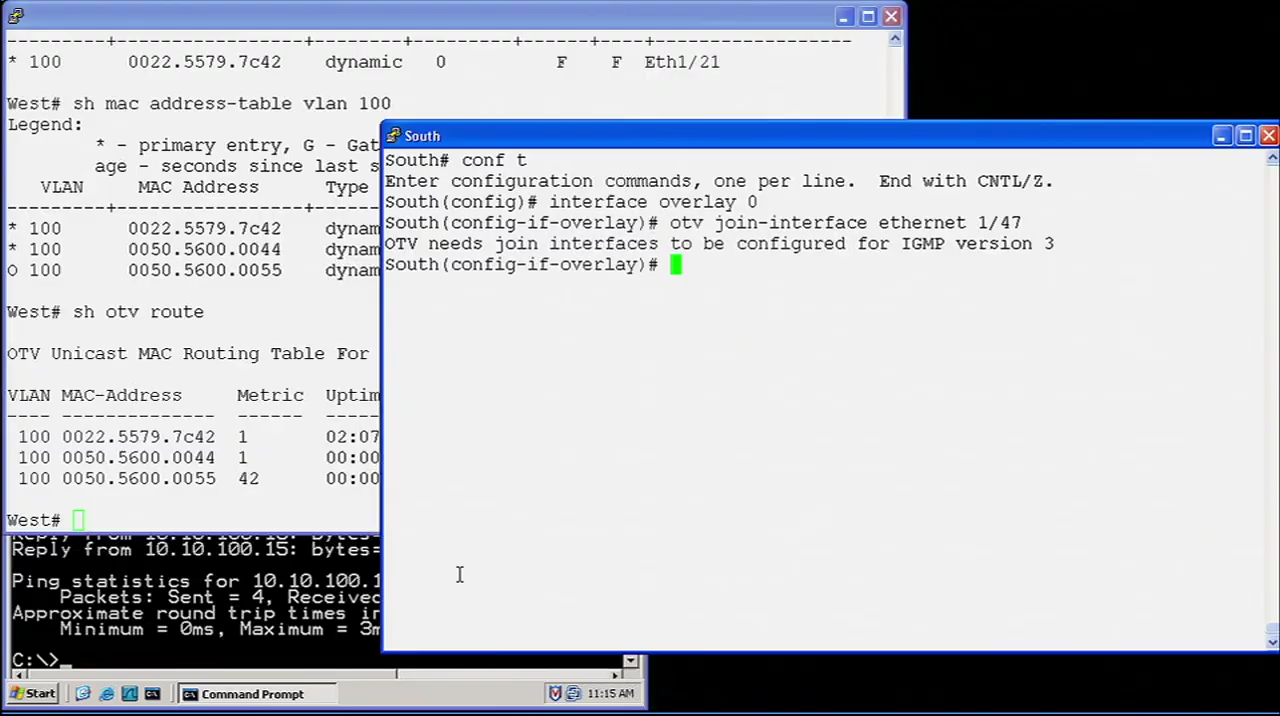 --------+------------------+--------+---------+------+----+------------------
* 100      0022.5579.7c42    dynamic   0          F    F  Eth1/21
West# sh mac address-table vlan 100
Legend:
* - primary entry, G - Gat
age - seconds since last s
VLAN     MAC Address      Type
--------+------------------+------
* 100      0022.5579.7c42    dynam
* 100      0050.5600.0044    dynam
O 100      0050.5600.0055    dynam
West# sh otv route
OTV Unicast MAC Routing Table For
VLAN MAC-Address     Metric  Uptim
---- --------------  ------  -----
100 0022.5579.7c42  1       02:07
100 0050.5600.0044  1       00:00
100 0050.5600.0055  42      00:00
West#
South
South# conf t
Enter configuration commands, one per line.  End with CNTL/Z.
South(config)# interface overlay 0
South(config-if-overlay)# otv join-interface ethernet 1/47
OTV needs join interfaces to be configured for IGMP version 3
South(config-if-overlay)#
Reply from 10.10.100.15: bytes=
Reply from 10.10.100.15: bytes=
Ping statistics for 10.10.100.1
Packets: Sent = 4, Received
Approximate round trip times in
Minimum = 0ms, Maximum = 3m
C:\>_
Start
Command Prompt
11:15 AM